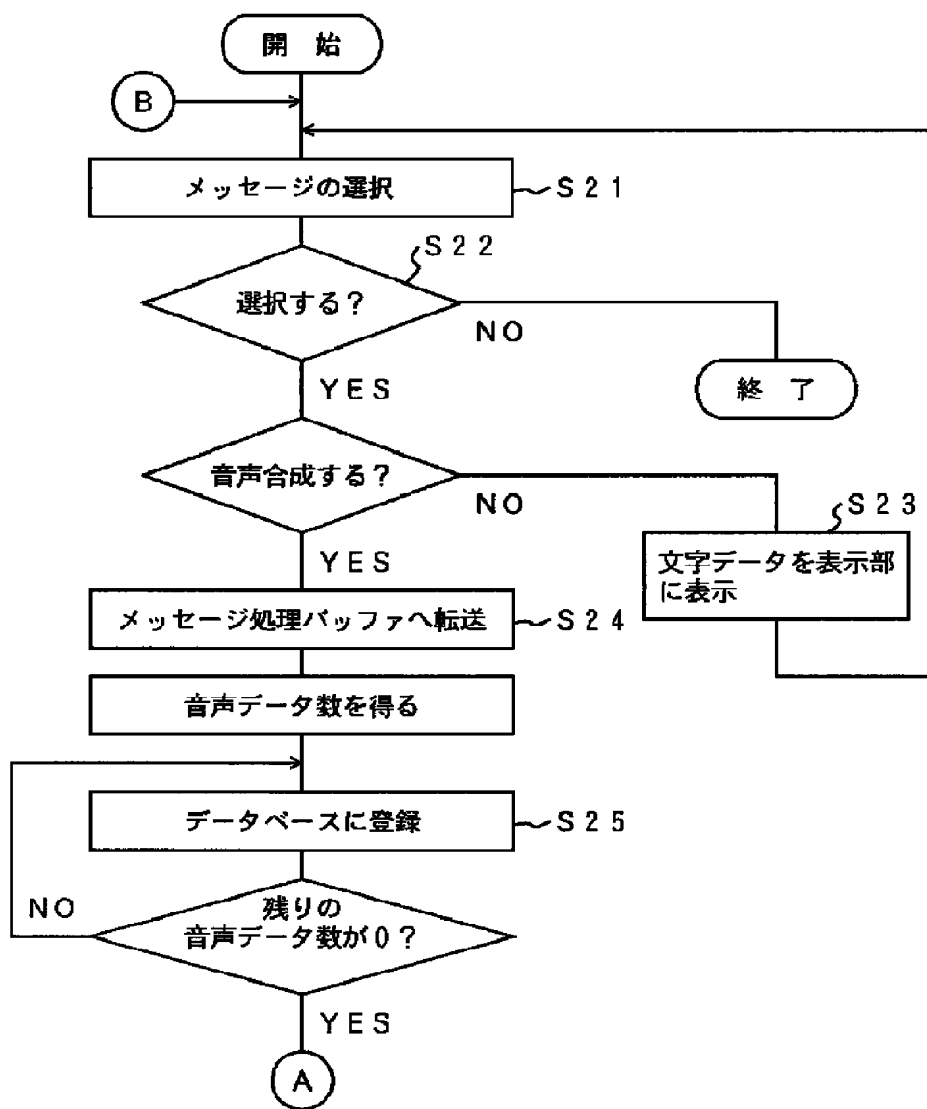 開 始
B
メッセージの選択
S21
S22
選択する?
NO
YES
終 了
音声合成する?
NO
S23
YES
文字データを表示部
に表示
メッセージ処理バッファへ転送
S24
音声データ数を得る
データベースに登録
S25
NO
残りの
音声データ数が0?
YES
A